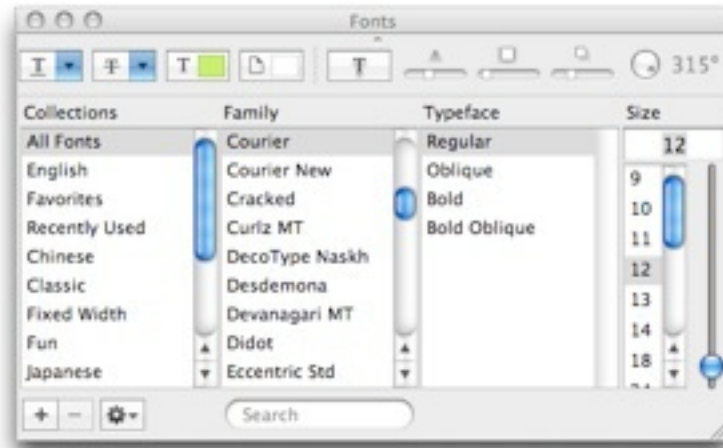 Fonts
T T T T 315°
Collections Family Typeface Size
All Fonts Courier Regular 12
English Courier New Oblique 9
Favorites Cracked Bold 10
Recently Used Curlz MT Bold Oblique 11
Chinese DecoType Naskh 12
Classic Desdemona 13
Fixed Width Devanagari MT 14
Fun Didot 18
Japanese Eccentric Std
+ − Search